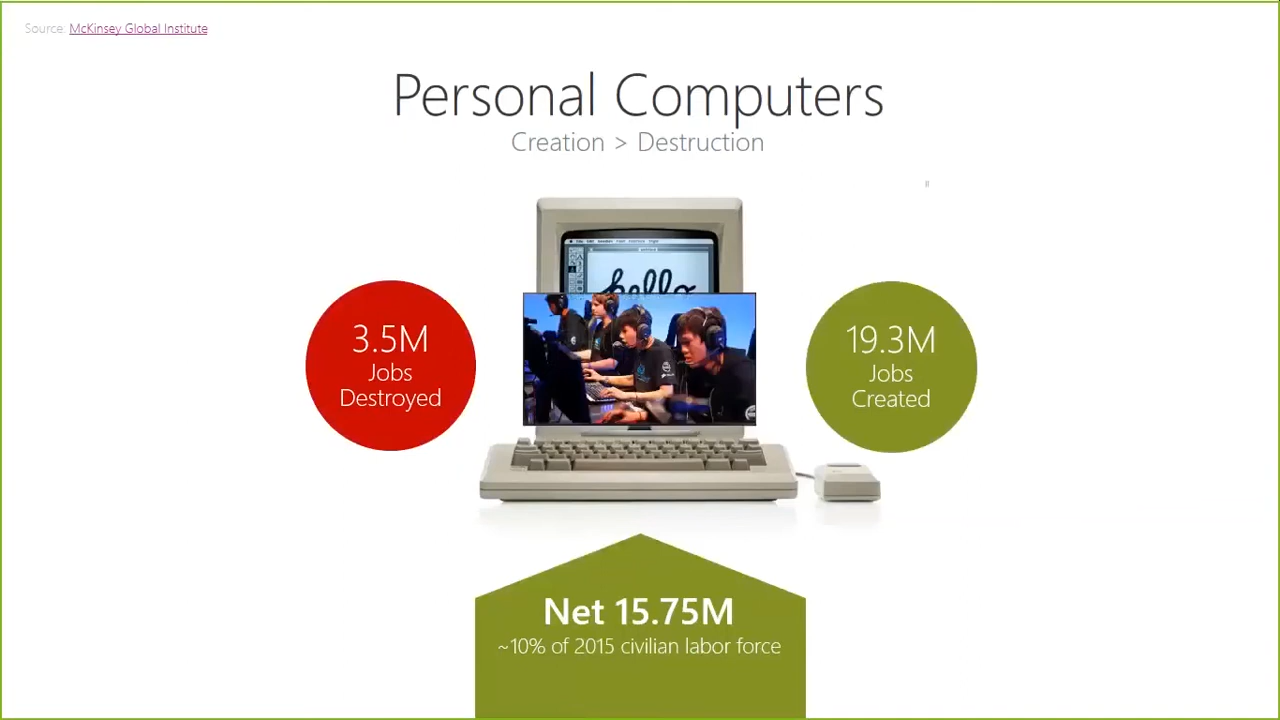 Source: McKinsey Global Institute
Personal Computers
Creation > Destruction
hello
3.5M
Jobs
Destroyed
19.3M
Jobs
Created
Net 15.75M
~10% of 2015 civilian labor force